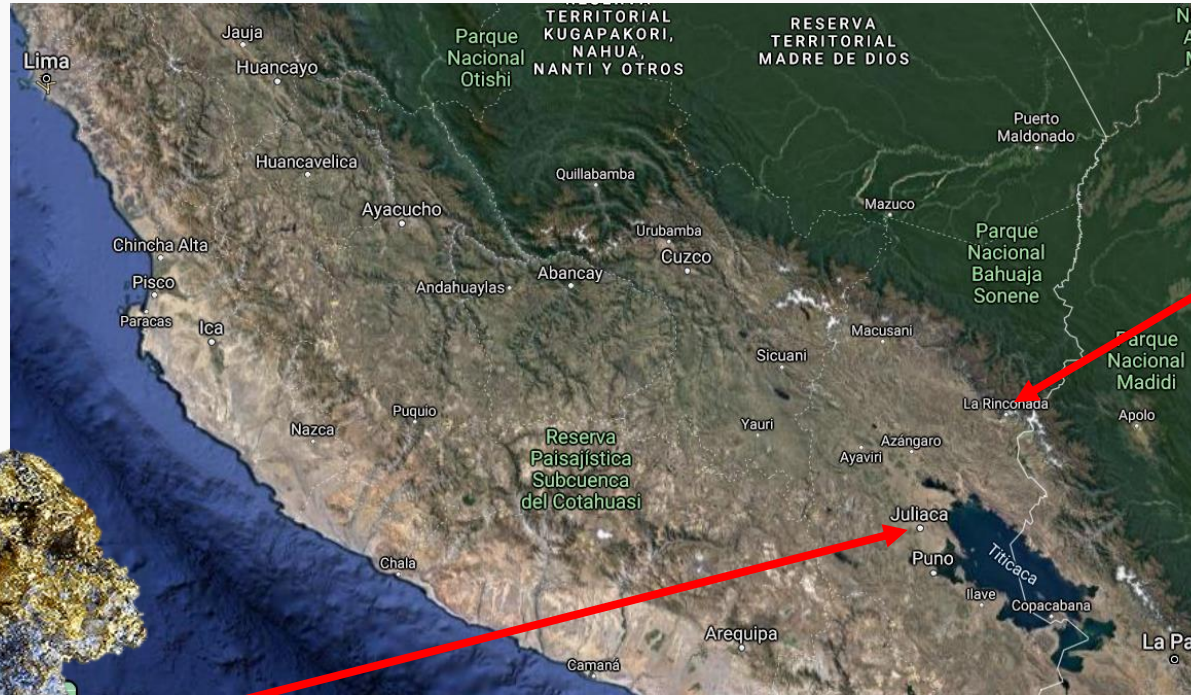 TERRITORIAL
KUGAPAKORI,
NAHUA,
NANTI Y OTROS
RESERVA
TERRITORIAL
MADRE DE DIOS
Jauja
Parque
Nacional
Otishi
Lima
Huancayo
Puerto
Maldonado
Huancavelica
Quillabamba
Ayacucho
Mazuco
Urubamba
Cuzco
Parque
Nacional
Bahuaja
Sonene
Chincha Alta
Pisco
Andahuaylas
Abancay
Paracas
Ica
Macusani
Sicuani
Parque
Nacional
Madidi
La Rinconada
Apolo
Puquio
Nazca
Yauri
Reserva
Paisajística
Subcuenca
del Cotahuasi
Azángaro
Ayaviri
Juliaca
Puno
Titicaca
Chala
Ilave
Copacabana
Arequipa
La Pa
Camaná